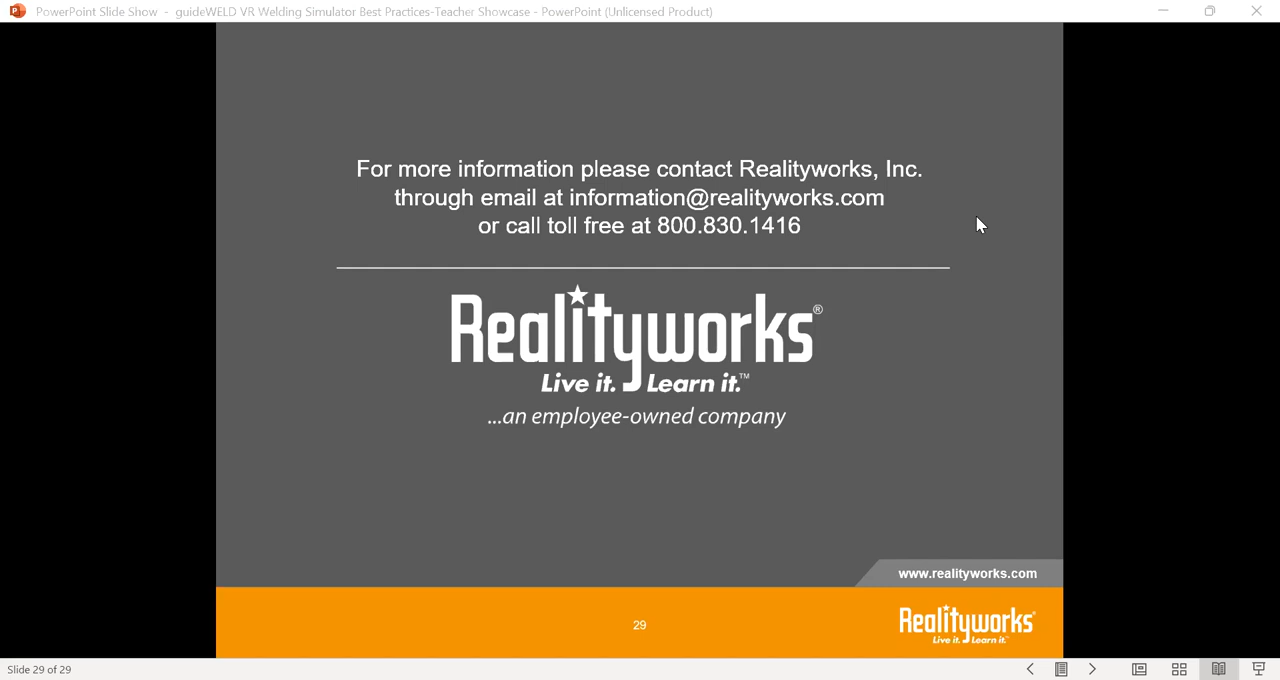 PowerPoint Slide Show - guideWELD VR Welding Simulator Best Practices-Teacher Showcase - PowerPoint (Unlicensed Product)
For more information please contact Realityworks, Inc.
through email at information@realityworks.com
or call toll free at 800.830.1416
Realityworks®
Live it. Learn it.™
...an employee-owned company
www.realityworks.com
29
Realityworks®
Live it. Learn it.™
Slide 29 of 29